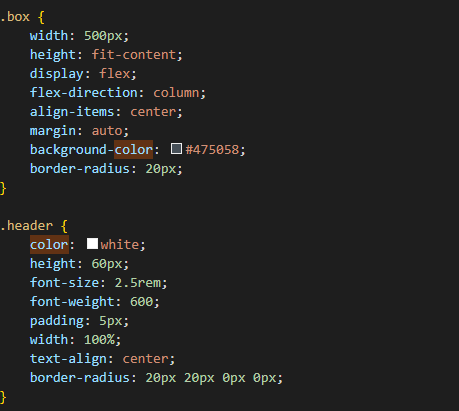 .box {
width: 500px;
height: fit-content;
display: flex;
flex-direction: column;
align-items: center;
margin: auto;
background-color: #475058;
border-radius: 20px;
}
.header {
color: white;
height: 60px;
font-size: 2.5rem;
font-weight: 600;
padding: 5px;
width: 100%;
text-align: center;
border-radius: 20px 20px 0px 0px;
}